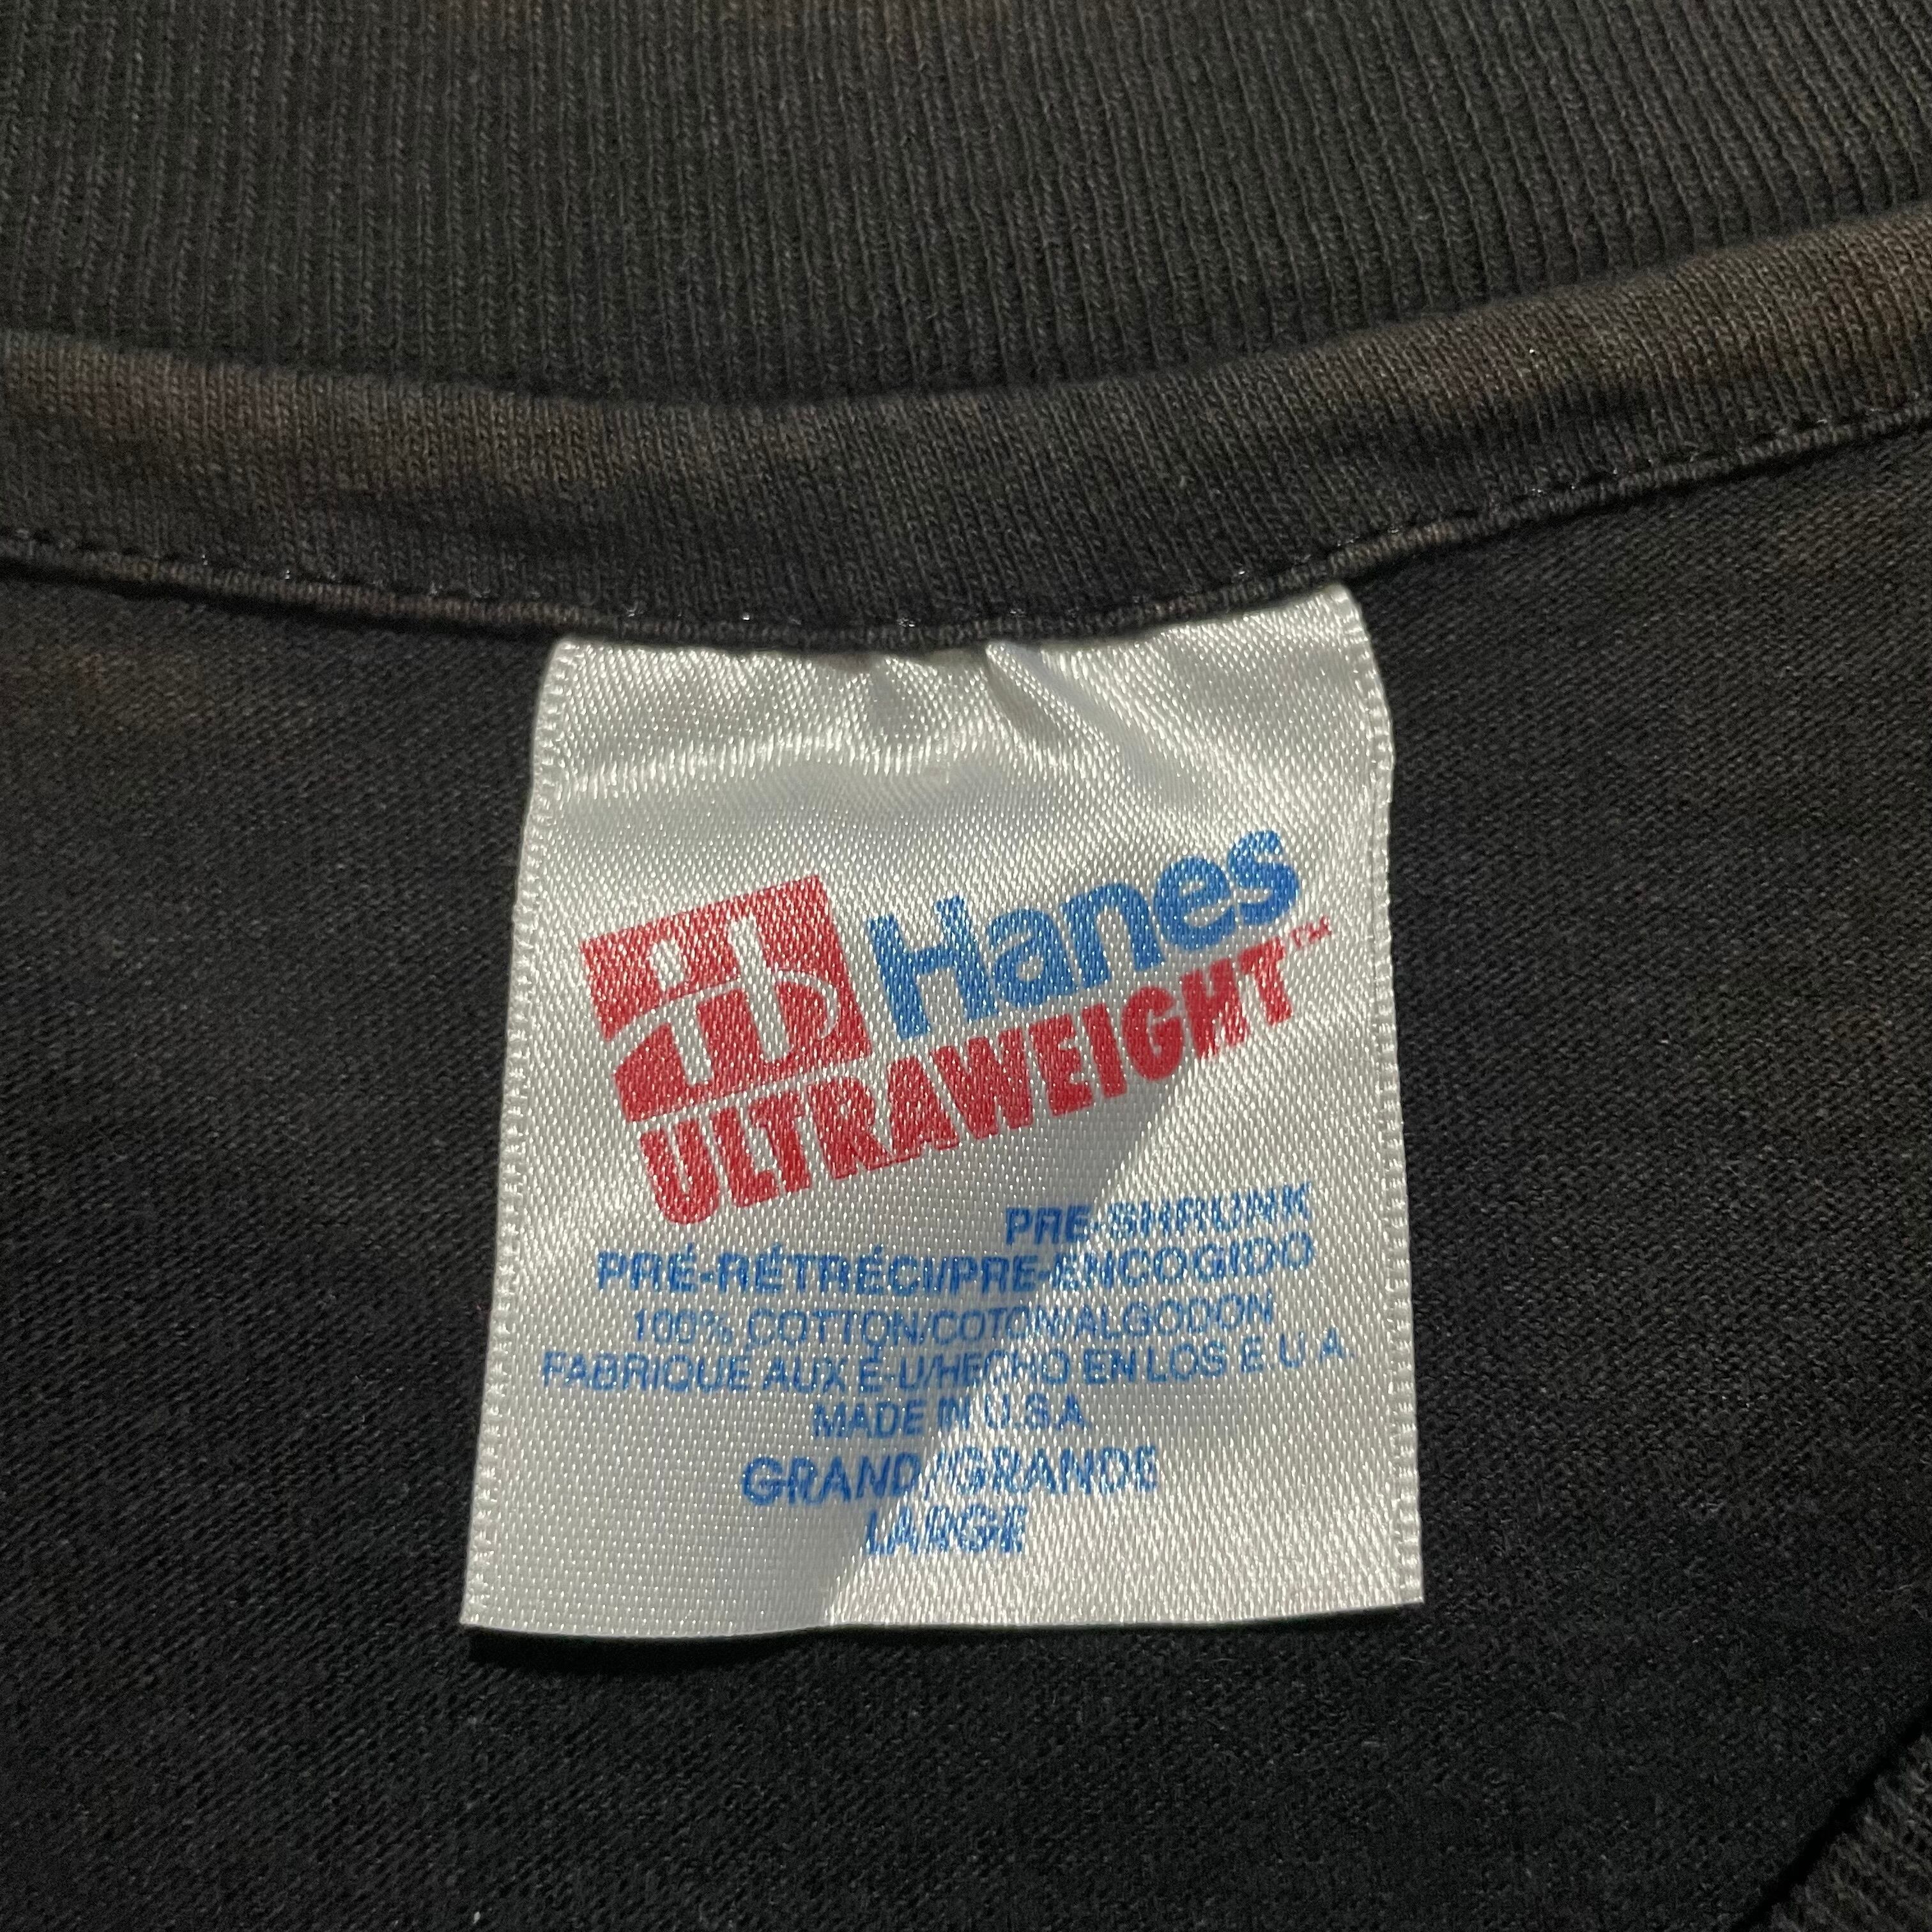 Hanes
ULTRAWEIGHT™
PRE-SHRUNK
PRÉ-RÉTRÉCI/PRE-ENCOGIDO
100% COTTON/COTON/ALGODON
FABRIQUE AUX É-U/HECHO EN LOS E.U.A.
MADE IN U.S.A.
GRAND/GRANDE
LARGE